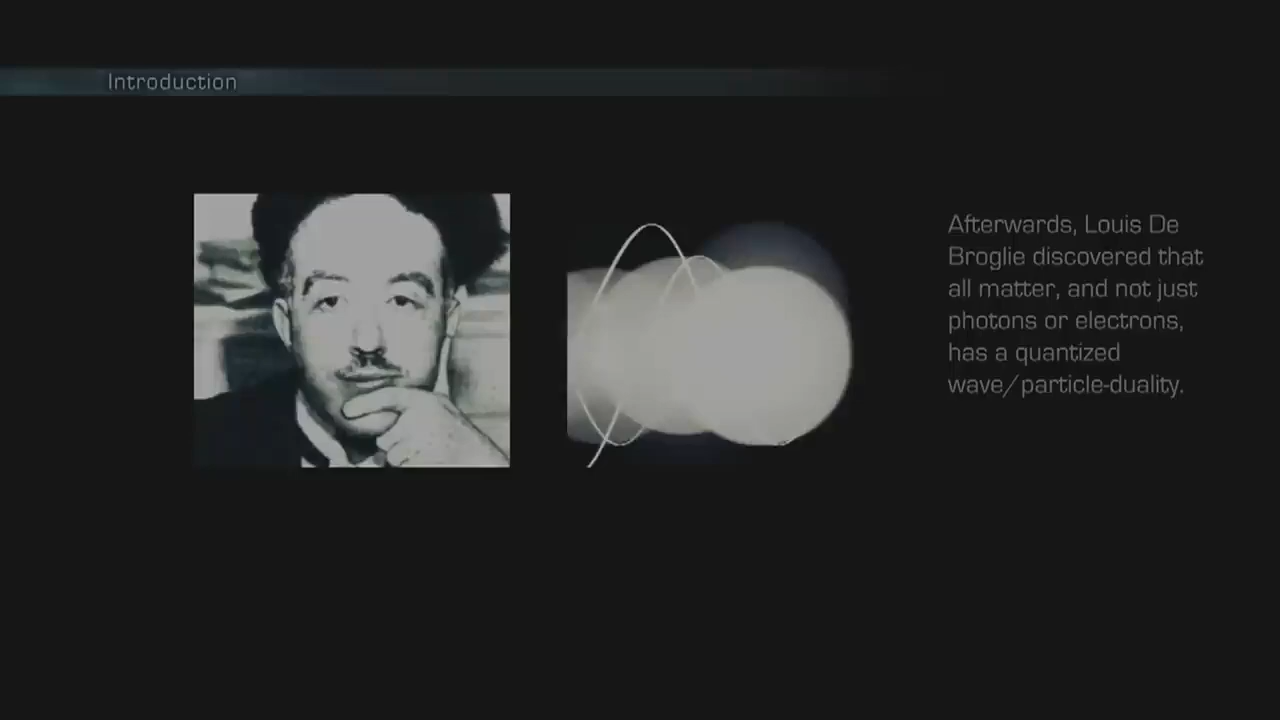 Introduction
Afterwards, Louis De
Broglie discovered that
all matter, and not just
photons or electrons,
has a quantized
wave/particle-duality.